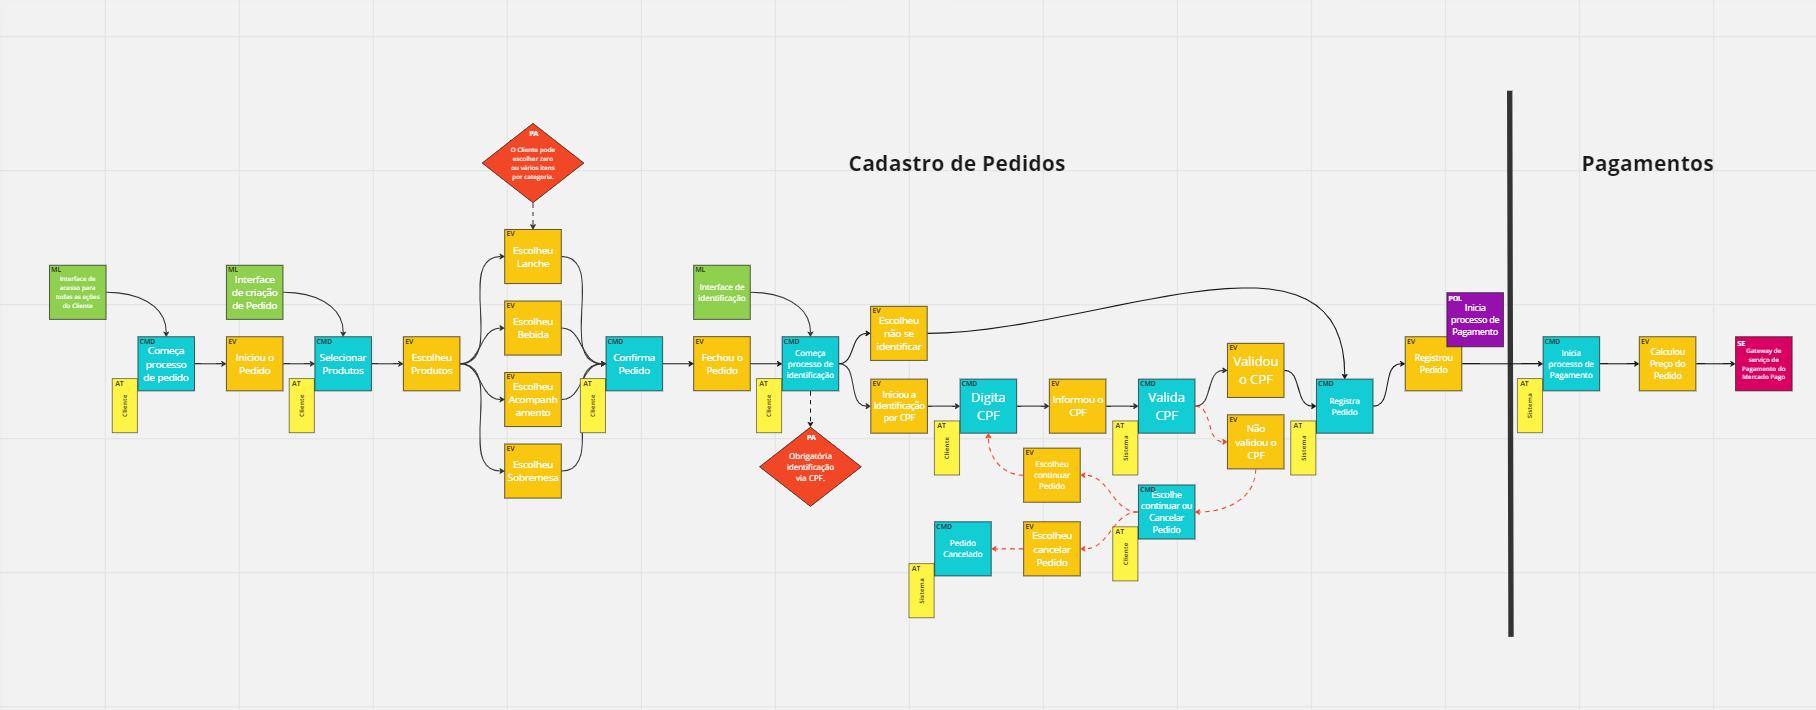 Cadastro de Pedidos
Pagamentos
PA
O Cliente pode
escolher zero
ou vários itens
por categoria.
ML
Interface de
acesso para
todas as ações
do Cliente
CMD
Começa
processo
de pedido
AT
Cliente
EV
Iniciou o
Pedido
ML
Interface
de criação
de Pedido
CMD
Selecionar
Produtos
AT
Cliente
EV
Escolheu
Produtos
EV
Escolheu
Lanche
EV
Escolheu
Bebida
EV
Escolheu
Acompanh
amento
EV
Escolheu
Sobremesa
CMD
Confirma
Pedido
AT
Cliente
EV
Fechou o
Pedido
ML
Interface de
identificação
CMD
Começa
processo de
identificação
AT
Cliente
PA
Obrigatória
identificação
via CPF.
EV
Escolheu
não se
identificar
EV
Iniciou a
Identificação
por CPF
CMD
Digita
CPF
AT
Cliente
EV
Informou o
CPF
CMD
Valida
CPF
AT
Sistema
EV
Validou
o CPF
EV
Não
validou o
CPF
CMD
Escolhe
continuar ou
Cancelar
Pedido
AT
Cliente
EV
Escolheu
continuar
Pedido
EV
Escolheu
cancelar
Pedido
CMD
Pedido
Cancelado
AT
Sistema
CMD
Registra
Pedido
AT
Sistema
EV
Registrou
Pedido
POL
Inicia
processo de
Pagamento
CMD
Inicia
processo de
Pagamento
AT
Sistema
EV
Calculou
Preço do
Pedido
SE
Gateway de
serviço de
Pagamento do
Mercado Pago